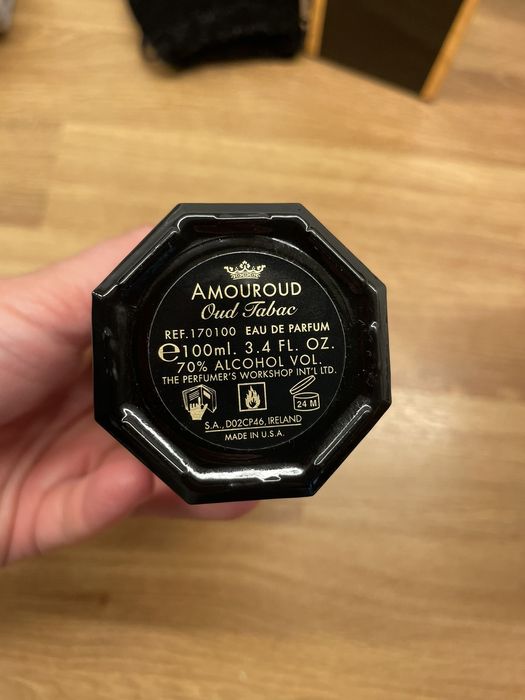 AMOUROUD
Oud Tabac
REF.170100 EAU DE PARFUM
℮100ml. 3.4 FL. OZ.
70% ALCOHOL VOL.
THE PERFUMER'S WORKSHOP INT'L LTD.
24 M
S.A., D02CP46, IRELAND
MADE IN U.S.A.